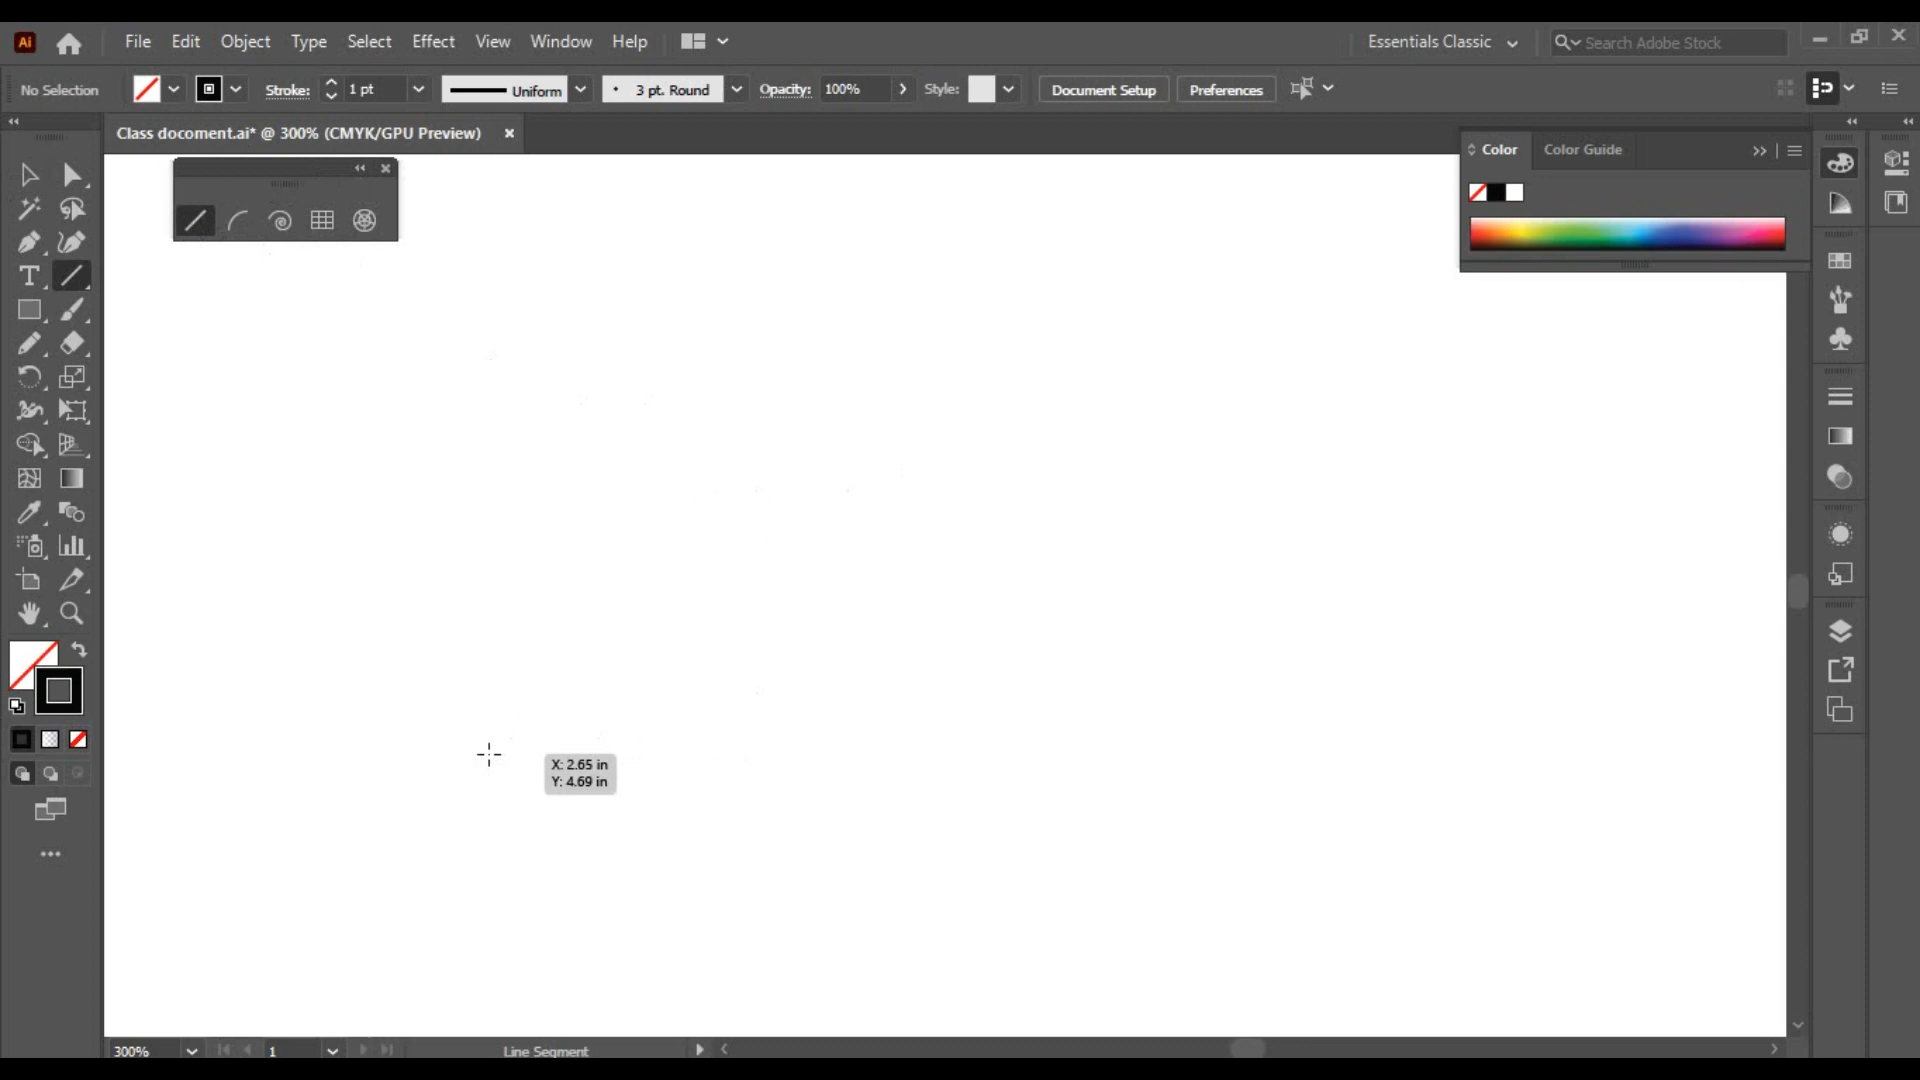 Ai File Edit Object Type Select Effect View Window Help Essentials Classic Search Adobe Stock
No Selection Stroke: 1 pt Uniform 3 pt. Round Opacity: 100% Style: Document Setup Preferences
Class docoment.ai* @ 300% (CMYK/GPU Preview)
Color Color Guide
X: 2.65 in
Y: 4.69 in
300% 1 Line Segment